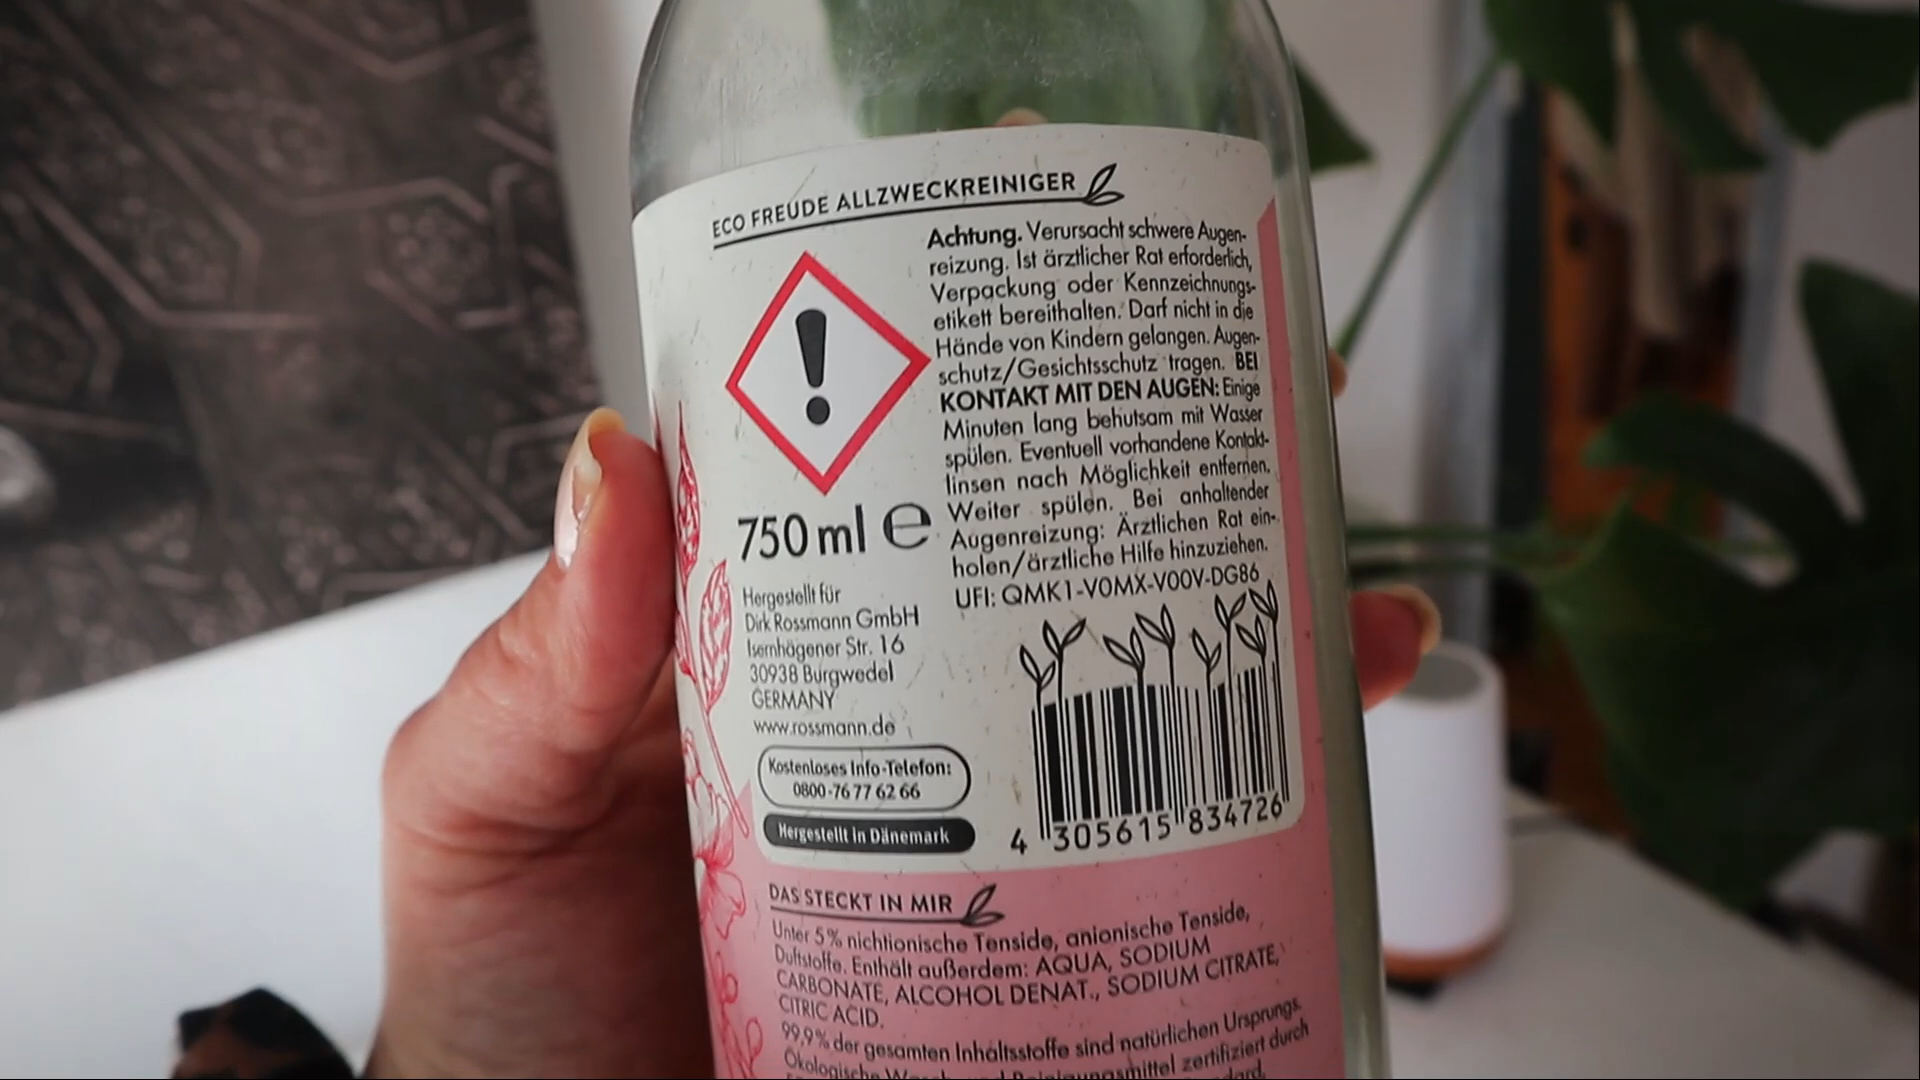 ECO FREUDE ALLZWECKREINIGER
Achtung. Verursacht schwere Augen-
reizung. Ist ärztlicher Rat erforderlich,
Verpackung oder Kennzeichnungs-
etikett bereithalten. Darf nicht in die
Hände von Kindern gelangen. Augen-
schutz/Gesichtsschutz tragen. BEI
KONTAKT MIT DEN AUGEN: Einige
Minuten lang behutsam mit Wasser
spülen. Eventuell vorhandene Kontakt-
linsen nach Möglichkeit entfernen.
Weiter spülen. Bei anhaltender
Augenreizung: Ärztlichen Rat ein-
holen/ärztliche Hilfe hinzuziehen.
UFI: QMK1-V0MX-V00V-DG86
750 ml e
Hergestellt für
Dirk Rossmann GmbH
Isernhägener Str. 16
30938 Burgwedel
GERMANY
www.rossmann.de
Kostenloses Info-Telefon:
0800-76 77 62 66
Hergestellt in Dänemark
4 305615 834726
DAS STECKT IN MIR
Unter 5% nichtionische Tenside, anionische Tenside,
Duftstoffe. Enthält außerdem: AQUA, SODIUM
CARBONATE, ALCOHOL DENAT., SODIUM CITRATE,
CITRIC ACID.
99,9% der gesamten Inhaltsstoffe sind natürlichen Ursprungs.
Ökologische Wasch- und Reinigungsmittel zertifiziert durch